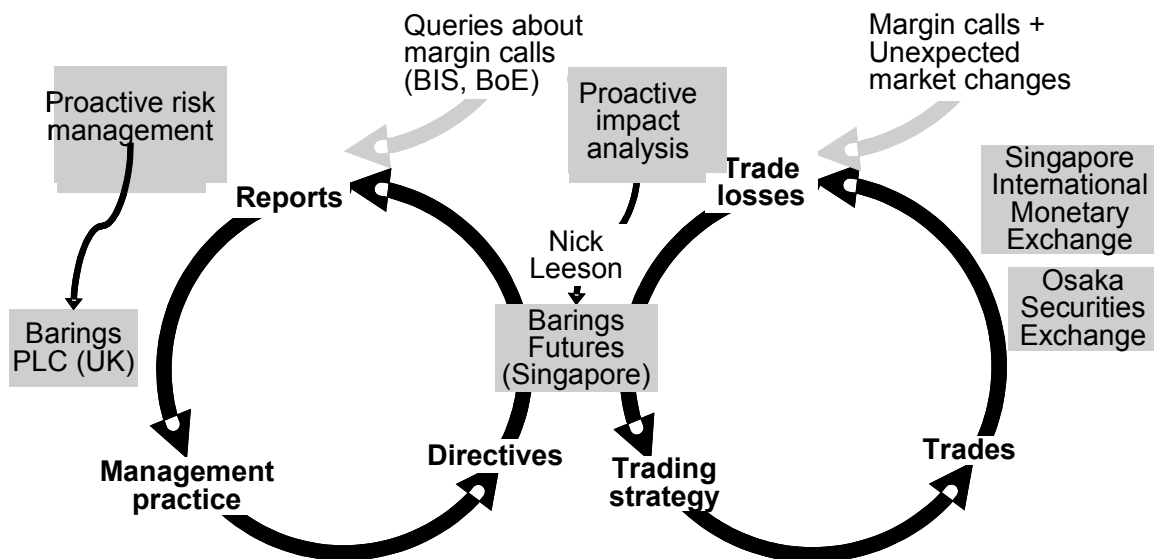 Queries about
margin calls
(BIS, BoE)
Margin calls +
Unexpected
market changes
Proactive risk
management
Proactive
impact
analysis
Reports
Trade
losses
Singapore
International
Monetary
Exchange
Nick
Leeson
Osaka
Securities
Exchange
Barings
PLC (UK)
Barings
Futures
(Singapore)
Management
practice
Directives
Trading
strategy
Trades